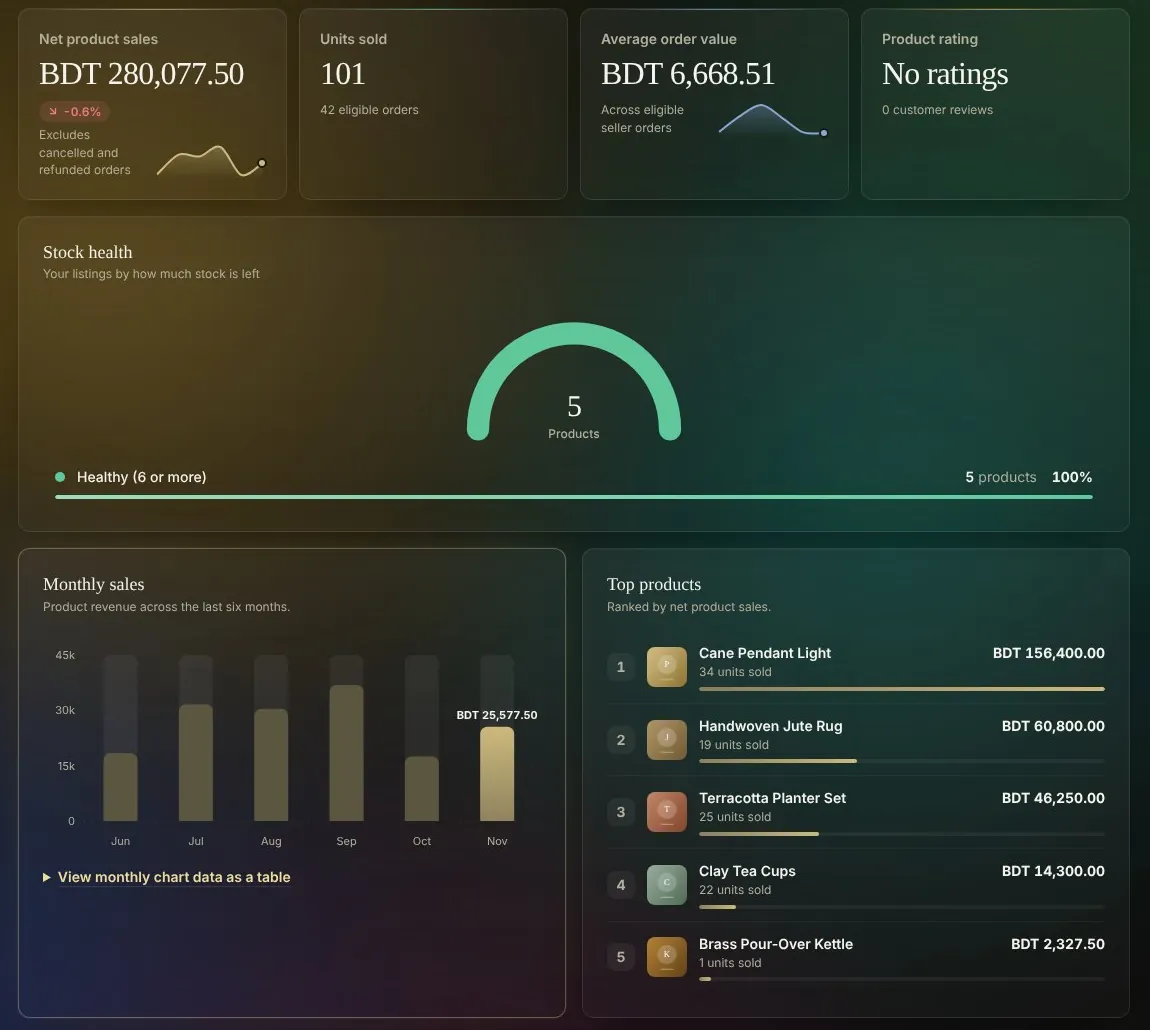 Net product sales
BDT 280,077.50
-0.6%
Excludes
cancelled and
refunded orders
Units sold
101
42 eligible orders
Average order value
BDT 6,668.51
Across eligible
seller orders
Product rating
No ratings
0 customer reviews
Stock health
Your listings by how much stock is left
5
Products
Healthy (6 or more)
5 products 100%
Monthly sales
Product revenue across the last six months.
45k
30k
15k
0
BDT 25,577.50
Jun Jul Aug Sep Oct Nov
View monthly chart data as a table
Top products
Ranked by net product sales.
1
P
Cane Pendant Light
BDT 156,400.00
34 units sold
2
J
Handwoven Jute Rug
BDT 60,800.00
19 units sold
3
T
Terracotta Planter Set
BDT 46,250.00
25 units sold
4
C
Clay Tea Cups
BDT 14,300.00
22 units sold
5
K
Brass Pour-Over Kettle
BDT 2,327.50
1 units sold